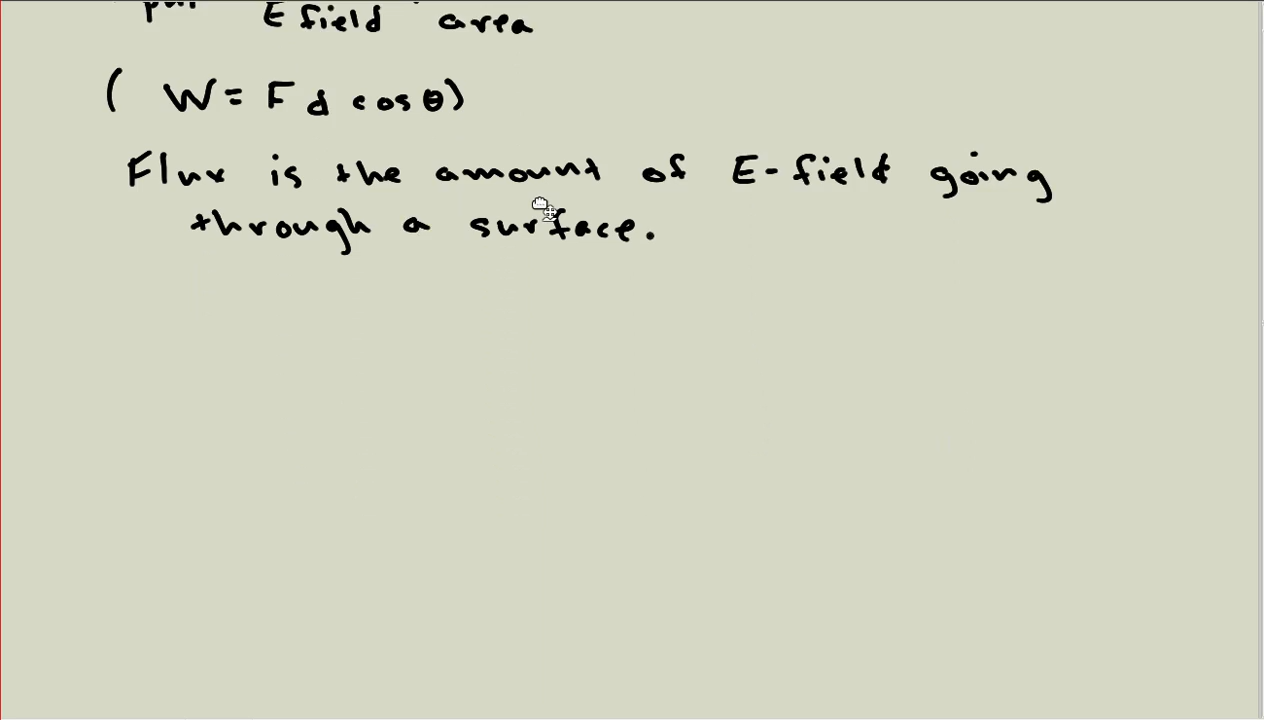 E field area
( W = F d cos θ)
Flux is the amount of E-field going
through a surface.